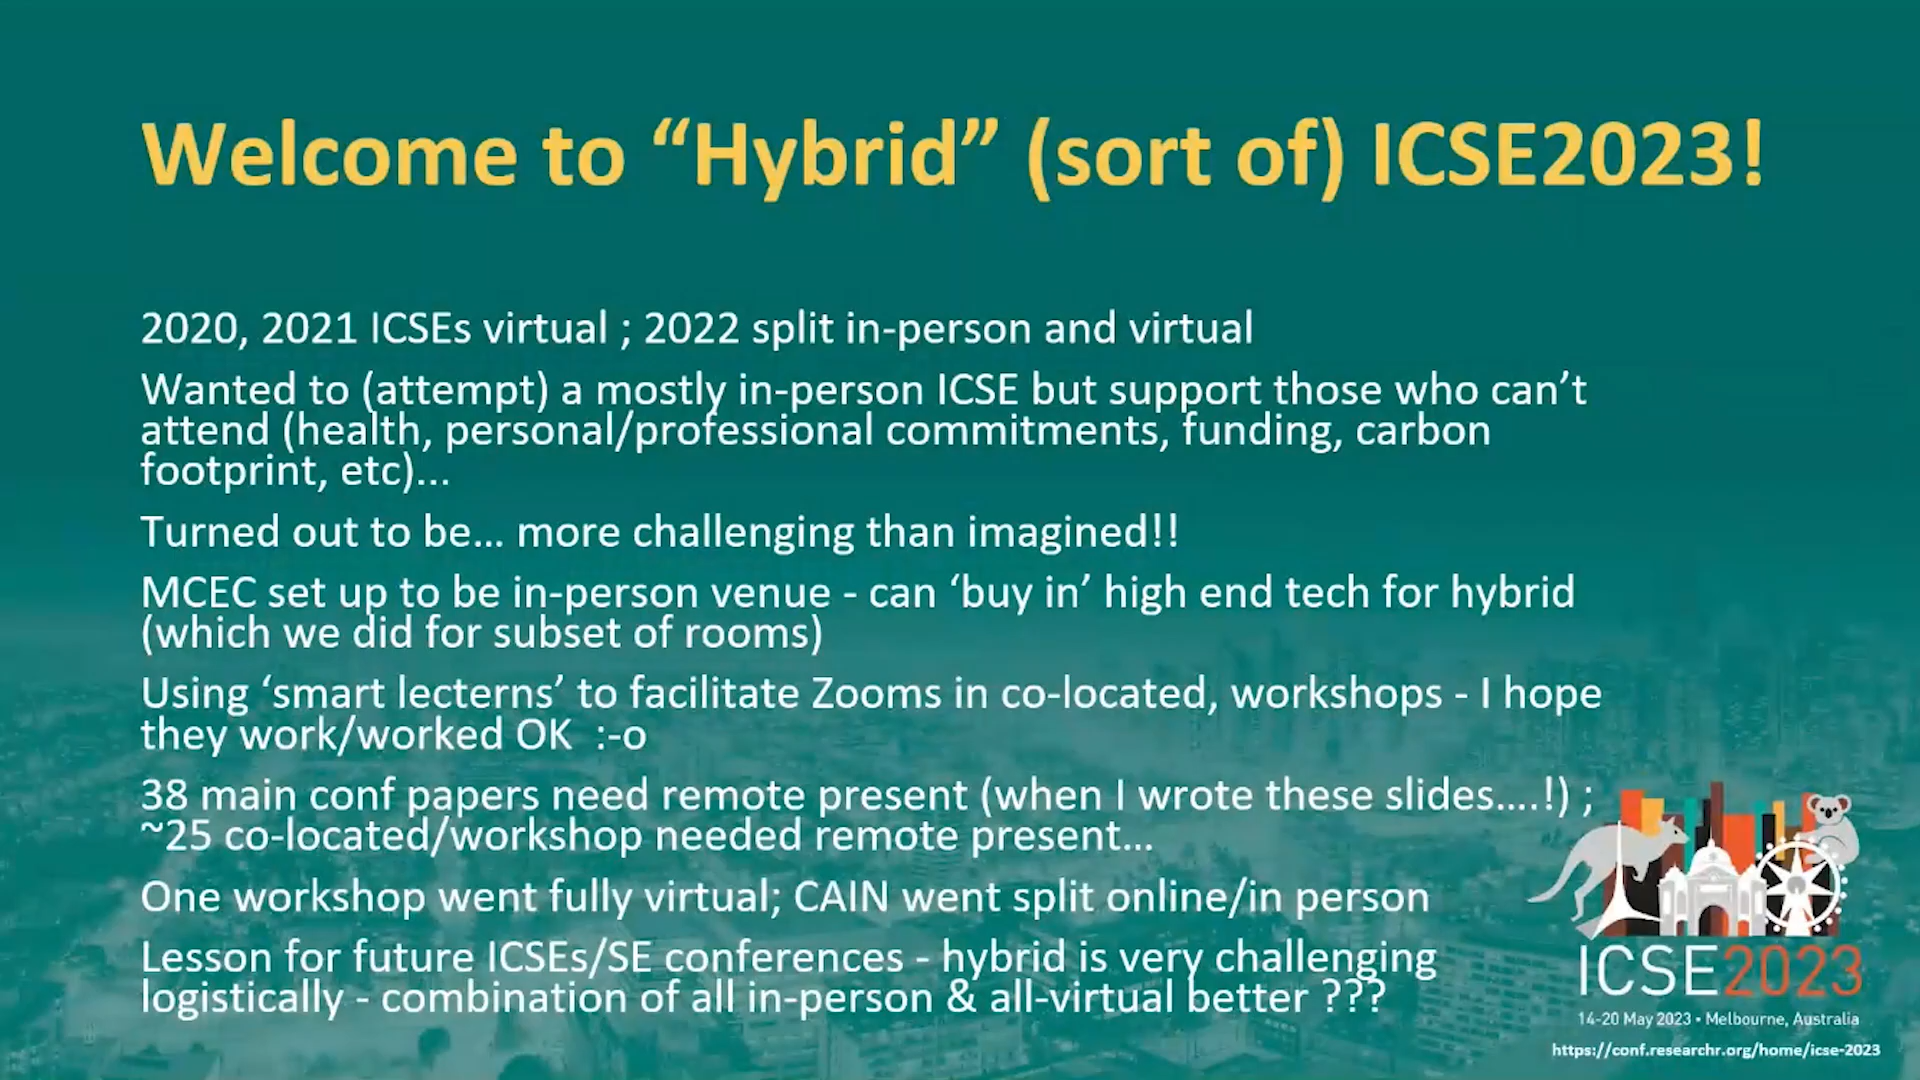 Welcome to “Hybrid” (sort of) ICSE2023!
2020, 2021 ICSEs virtual ; 2022 split in-person and virtual
Wanted to (attempt) a mostly in-person ICSE but support those who can’t
attend (health, personal/professional commitments, funding, carbon
footprint, etc)...
Turned out to be… more challenging than imagined!!
MCEC set up to be in-person venue - can ‘buy in’ high end tech for hybrid
(which we did for subset of rooms)
Using ‘smart lecterns’ to facilitate Zooms in co-located, workshops - I hope
they work/worked OK  :-o
38 main conf papers need remote present (when I wrote these slides….!) ;
~25 co-located/workshop needed remote present…
One workshop went fully virtual; CAIN went split online/in person
Lesson for future ICSEs/SE conferences - hybrid is very challenging
logistically - combination of all in-person & all-virtual better ???
ICSE2023
14-20 May 2023 • Melbourne, Australia
https://conf.researchr.org/home/icse-2023